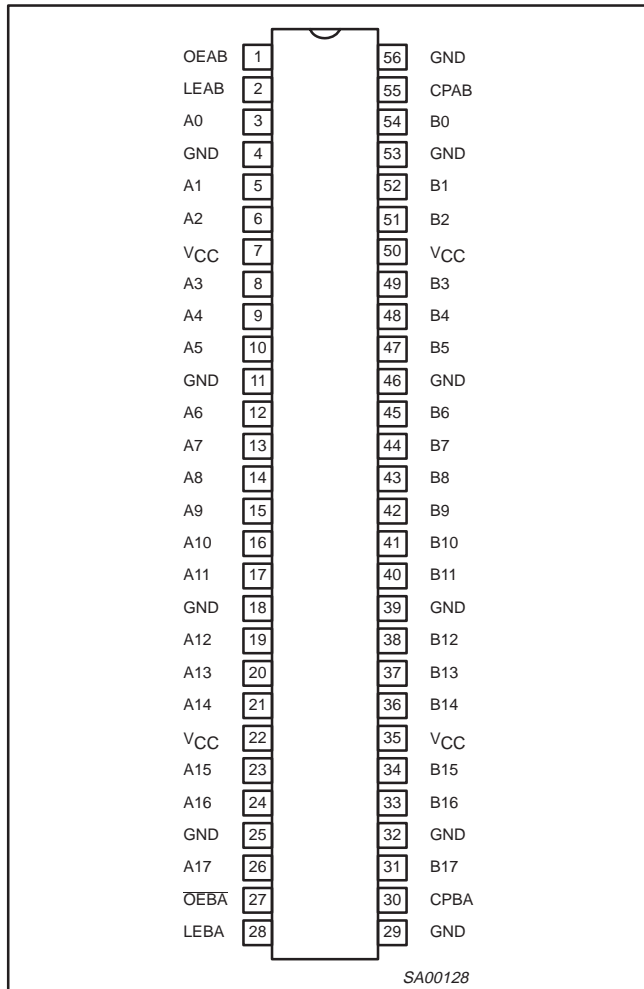 OEAB 1 56 GND
LEAB 2 55 CPAB
A0 3 54 B0
GND 4 53 GND
A1 5 52 B1
A2 6 51 B2
VCC 7 50 VCC
A3 8 49 B3
A4 9 48 B4
A5 10 47 B5
GND 11 46 GND
A6 12 45 B6
A7 13 44 B7
A8 14 43 B8
A9 15 42 B9
A10 16 41 B10
A11 17 40 B11
GND 18 39 GND
A12 19 38 B12
A13 20 37 B13
A14 21 36 B14
VCC 22 35 VCC
A15 23 34 B15
A16 24 33 B16
GND 25 32 GND
A17 26 31 B17
OEBA 27 30 CPBA
LEBA 28 29 GND
SA00128